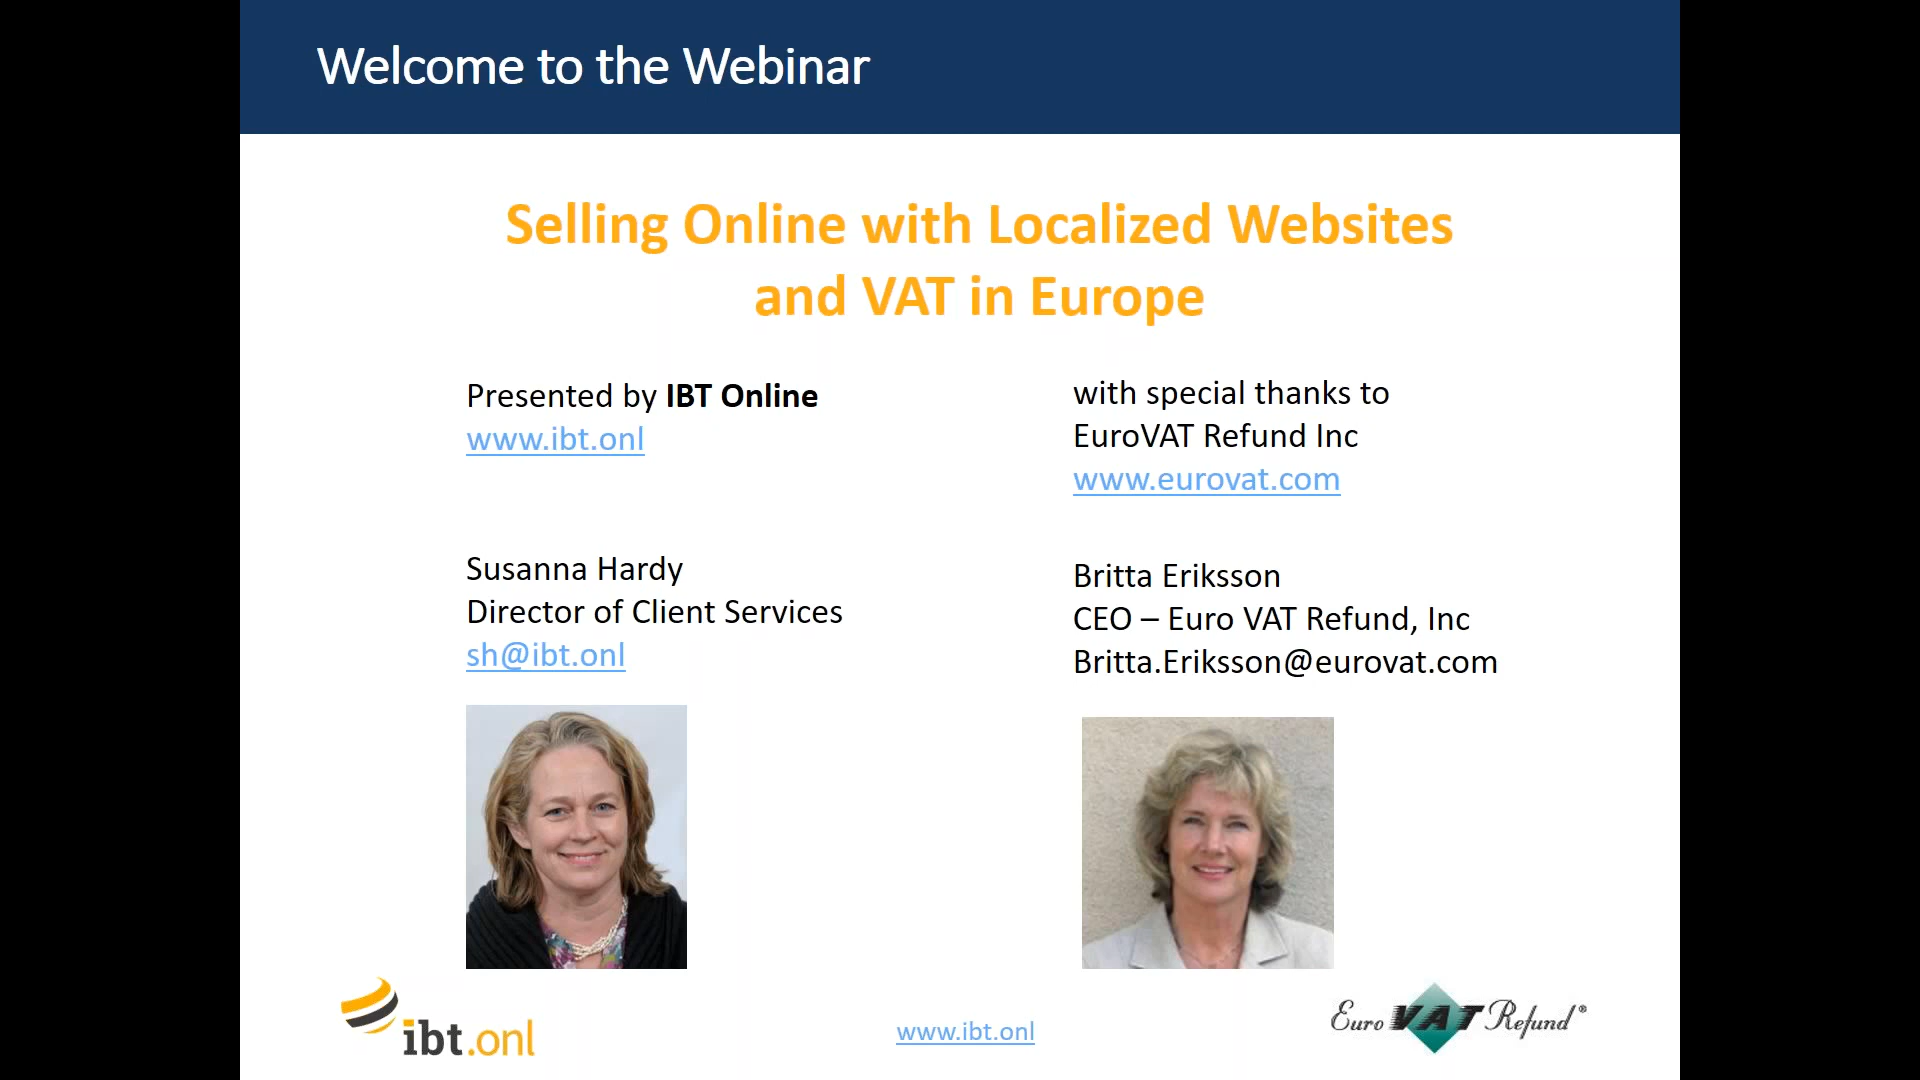 Welcome to the Webinar
Selling Online with Localized Websites
and VAT in Europe
Presented by IBT Online
www.ibt.onl
with special thanks to
EuroVAT Refund Inc
www.eurovat.com
Susanna Hardy
Director of Client Services
sh@ibt.onl
Britta Eriksson
CEO – Euro VAT Refund, Inc
Britta.Eriksson@eurovat.com
ibt.onl
www.ibt.onl
Euro VAT Refund®